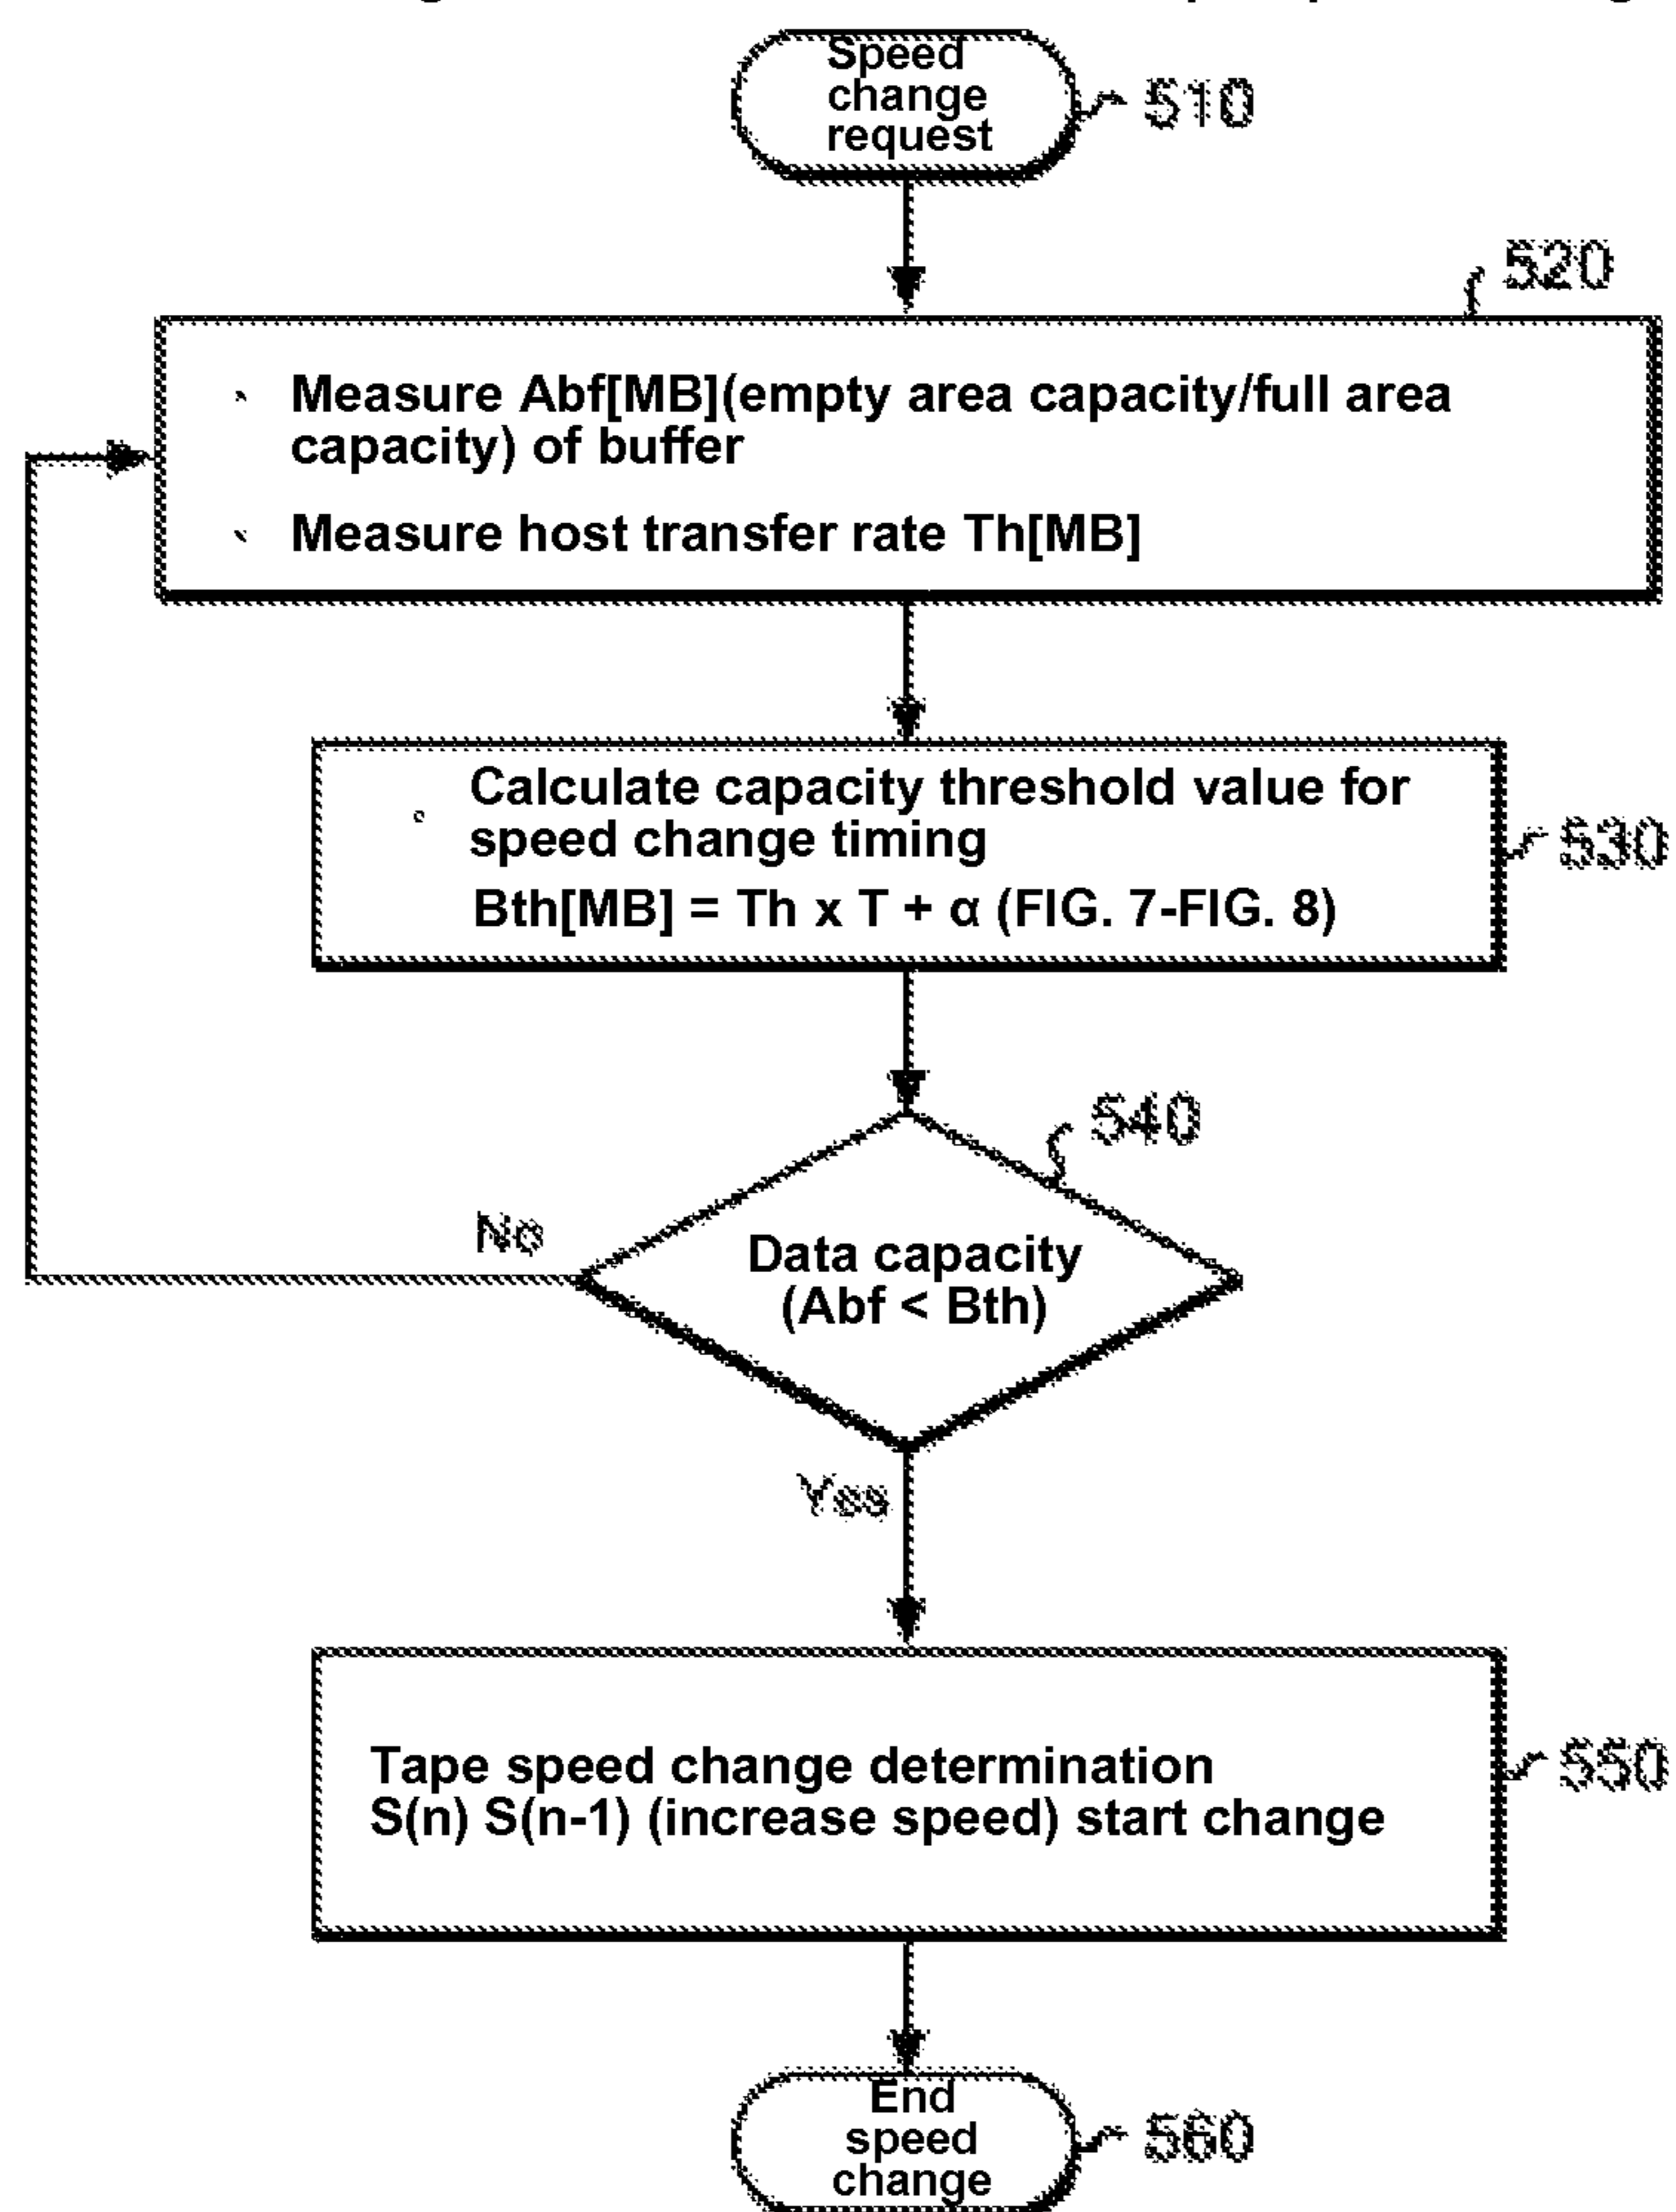 Speed
change
request
510
520
Measure Abf[MB](empty area capacity/full area
capacity) of buffer
Measure host transfer rate Th[MB]
Calculate capacity threshold value for
speed change timing
Bth[MB] = Th x T + α (FIG. 7-FIG. 8)
530
540
No
Data capacity
(Abf < Bth)
Yes
Tape speed change determination
S(n) S(n-1) (increase speed) start change
550
End
speed
change
560